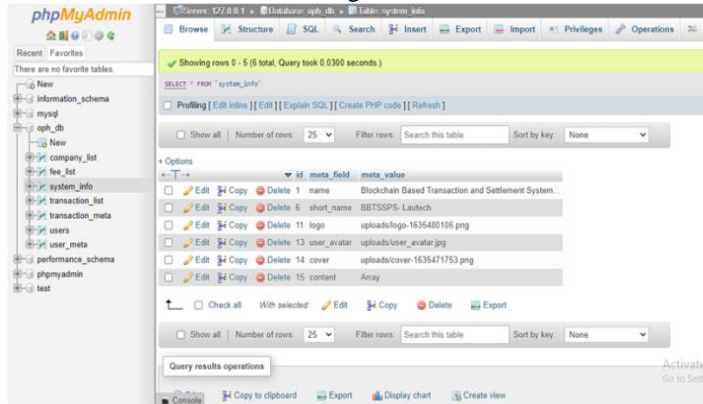 phpMyAdmin
Recent Favorites
There are no favorite tables.
New
information_schema
mysql
oph_db
New
company_list
fee_list
system_info
transaction_list
transaction_meta
users
user_meta
performance_schema
phpmyadmin
test
Server: 127.0.0.1 » Database: oph_db » Table: system_info
Browse Structure SQL Search Insert Export Import Privileges Operations
Showing rows 0 - 5 (6 total, Query took 0.0300 seconds.)
SELECT * FROM `system_info`
Profiling [ Edit inline ] [ Edit ] [ Explain SQL ] [ Create PHP code ] [ Refresh ]
Show all | Number of rows: 25 Filter rows: Search this table Sort by key: None
+ Options
id meta_field meta_value
Edit Copy Delete 1 name Blockchain Based Transaction and Settlement System...
Edit Copy Delete 6 short_name BBTSSPS- Lautech
Edit Copy Delete 11 logo uploads/logo-1635480106.png
Edit Copy Delete 13 user_avatar uploads/user_avatar.jpg
Edit Copy Delete 14 cover uploads/cover-1635471753.png
Edit Copy Delete 15 content Array
Check all With selected: Edit Copy Delete Export
Show all | Number of rows: 25 Filter rows: Search this table Sort by key: None
Query results operations
Activate
Go to Sett
Copy to clipboard Export Display chart Create view
Console